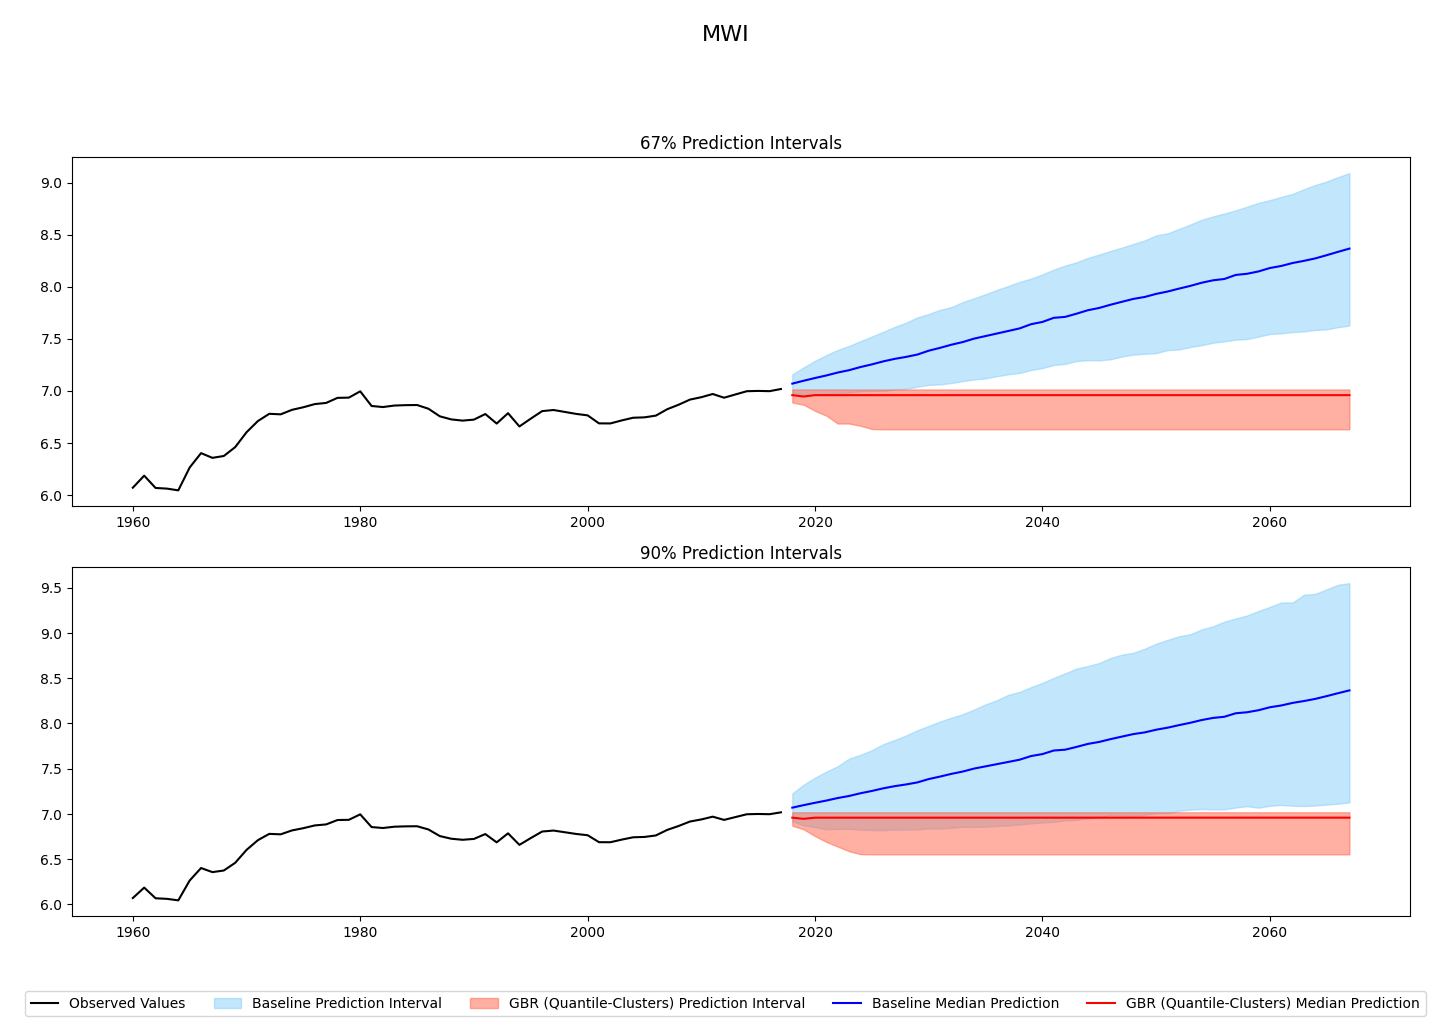 MWI
67% Prediction Intervals
9.0
8.5
8.0
7.5
7.0
6.5
6.0
1960 1980 2000 2020 2040 2060
90% Prediction Intervals
9.5
9.0
8.5
8.0
7.5
7.0
6.5
6.0
1960 1980 2000 2020 2040 2060
Observed Values Baseline Prediction Interval GBR (Quantile-Clusters) Prediction Interval Baseline Median Prediction GBR (Quantile-Clusters) Median Prediction